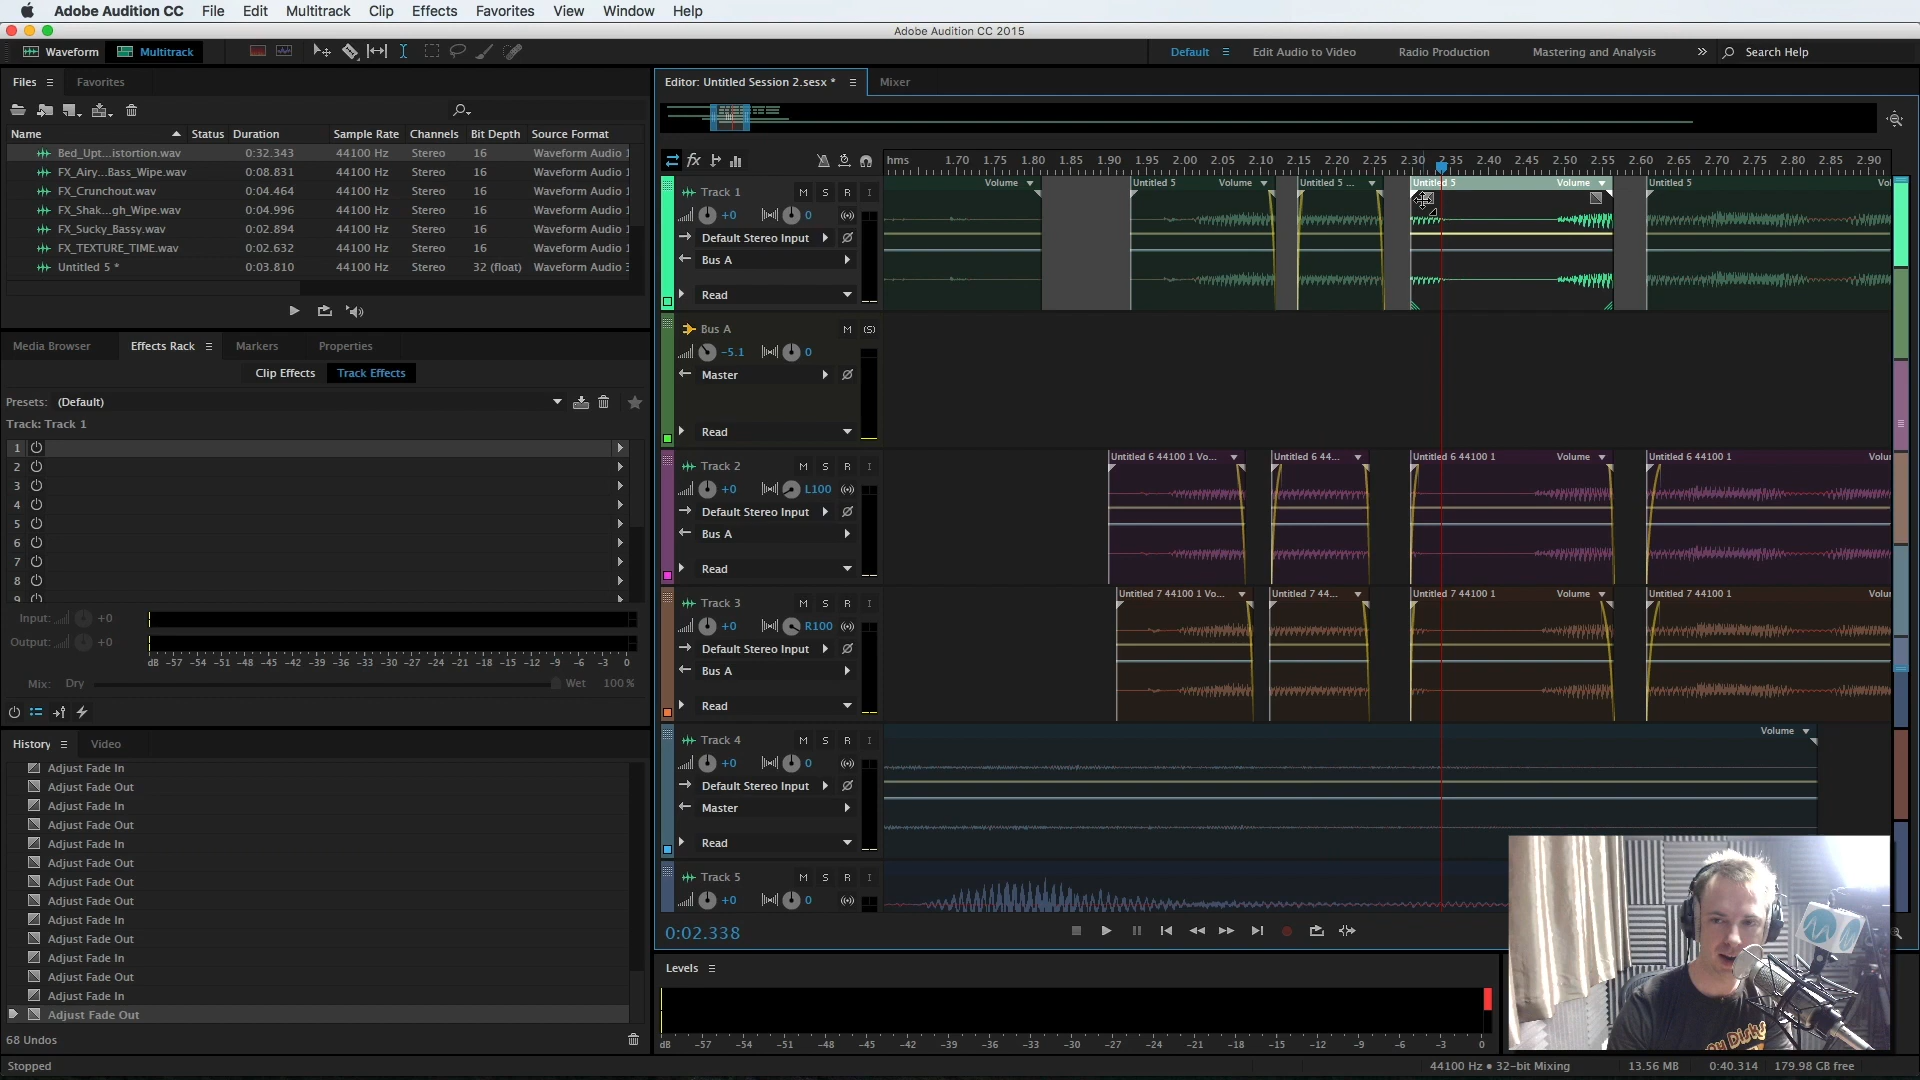 Adobe Audition CC File Edit Multitrack Clip Effects Favorites View Window Help
Adobe Audition CC 2015
Waveform Multitrack Default Edit Audio to Video Radio Production Mastering and Analysis Search Help
Files Favorites
Name Status Duration Sample Rate Channels Bit Depth Source Format
Bed_Upt...istortion.wav 0:32.343 44100 Hz Stereo 16 Waveform Audio 1
FX_Airy...Bass_Wipe.wav 0:08.831 44100 Hz Stereo 16 Waveform Audio 1
FX_Crunchout.wav 0:04.464 44100 Hz Stereo 16 Waveform Audio 1
FX_Shak...gh_Wipe.wav 0:04.996 44100 Hz Stereo 16 Waveform Audio 1
FX_Sucky_Bassy.wav 0:02.894 44100 Hz Stereo 16 Waveform Audio 1
FX_TEXTURE_TIME.wav 0:02.632 44100 Hz Stereo 16 Waveform Audio 1
Untitled 5 * 0:03.810 44100 Hz Stereo 32 (float) Waveform Audio 3
Media Browser Effects Rack Markers Properties
Clip Effects Track Effects
Presets: (Default)
Track: Track 1
1
2
3
4
5
6
7
8
9
Input: +0
Output: +0
dB -57 -54 -51 -48 -45 -42 -39 -36 -33 -30 -27 -24 -21 -18 -15 -12 -9 -6 -3 0
Mix: Dry Wet 100 %
History Video
Adjust Fade In
Adjust Fade Out
Adjust Fade In
Adjust Fade Out
Adjust Fade In
Adjust Fade Out
Adjust Fade Out
Adjust Fade Out
Adjust Fade In
Adjust Fade Out
Adjust Fade In
Adjust Fade Out
Adjust Fade In
Adjust Fade Out
68 Undos
Stopped
Editor: Untitled Session 2.sesx * Mixer
fx hms 1.70 1.75 1.80 1.85 1.90 1.95 2.00 2.05 2.10 2.15 2.20 2.25 2.30 2.35 2.40 2.45 2.50 2.55 2.60 2.65 2.70 2.75 2.80 2.85 2.90
Volume Untitled 5 Volume Untitled 5 ... Untitled 5 Volume Untitled 5 Vol
Track 1 M S R I
+0 0
Default Stereo Input
Bus A
Read
Bus A M (S)
-5.1 0
Master
Read
Untitled 6 44100 1 Vo... Untitled 6 44... Untitled 6 44100 1 Volume Untitled 6 44100 1 Volur
Track 2 M S R I
+0 L100
Default Stereo Input
Bus A
Read
Untitled 7 44100 1 Vo... Untitled 7 44... Untitled 7 44100 1 Volume Untitled 7 44100 1 Volur
Track 3 M S R I
+0 R100
Default Stereo Input
Bus A
Read
Volume
Track 4 M S R I
+0 0
Default Stereo Input
Master
Read
Track 5 M S R I
+0 0
0:02.338
Levels
dB -57 -54 -51 -48 -45 -42 -39 -36 -33 -30 -27 -24 -21 -18 -15 -12 -9 -6 -3 0
44100 Hz • 32-bit Mixing 13.56 MB 0:40.314 179.98 GB free